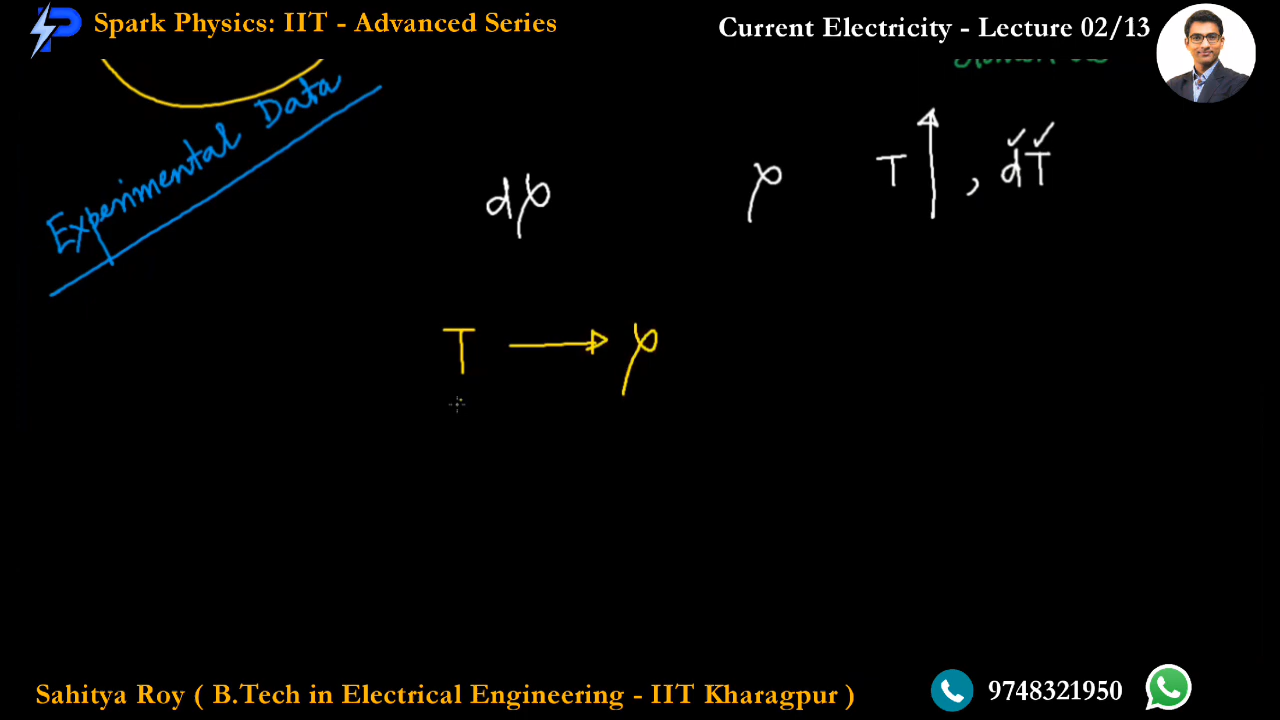 Spark Physics: IIT - Advanced Series
Current Electricity - Lecture 02/13
Experimental Data
dρ
ρ
T ↑ , dT
T → ρ
Sahitya Roy ( B.Tech in Electrical Engineering - IIT Kharagpur )
9748321950